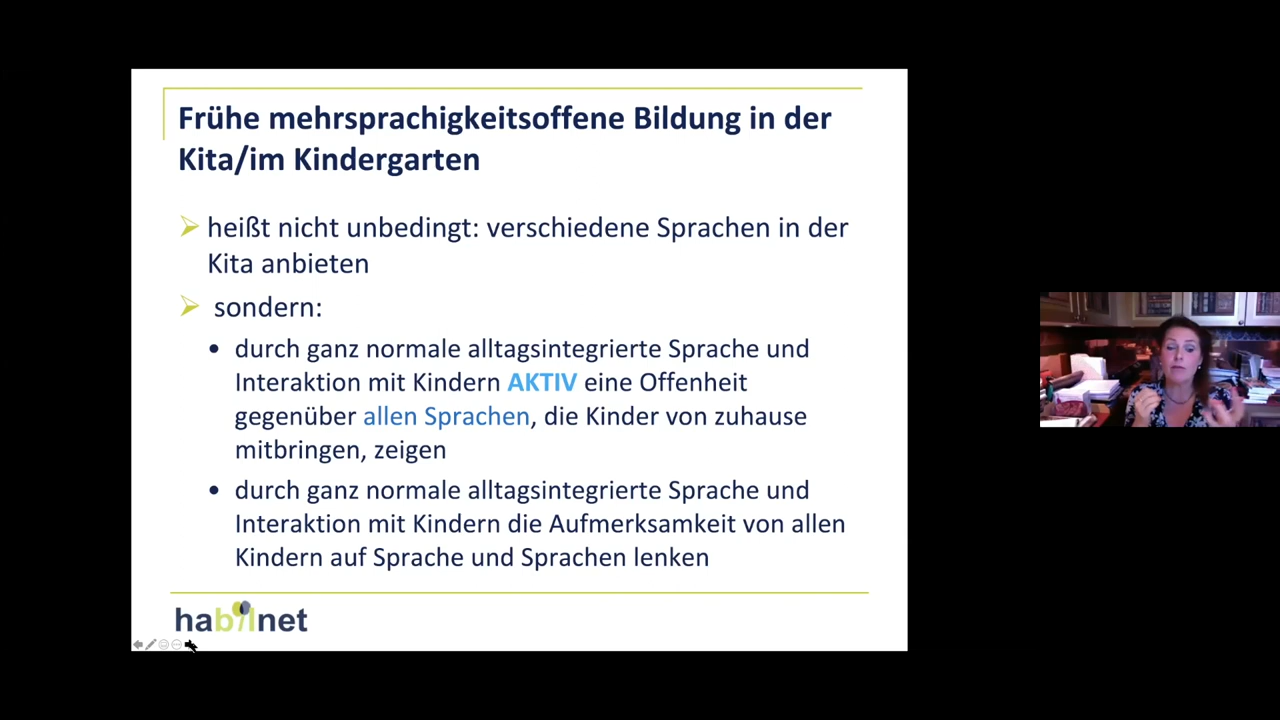 Frühe mehrsprachigkeitsoffene Bildung in der
Kita/im Kindergarten
heißt nicht unbedingt: verschiedene Sprachen in der
Kita anbieten
sondern:
durch ganz normale alltagsintegrierte Sprache und
Interaktion mit Kindern AKTIV eine Offenheit
gegenüber allen Sprachen, die Kinder von zuhause
mitbringen, zeigen
durch ganz normale alltagsintegrierte Sprache und
Interaktion mit Kindern die Aufmerksamkeit von allen
Kindern auf Sprache und Sprachen lenken
habilnet